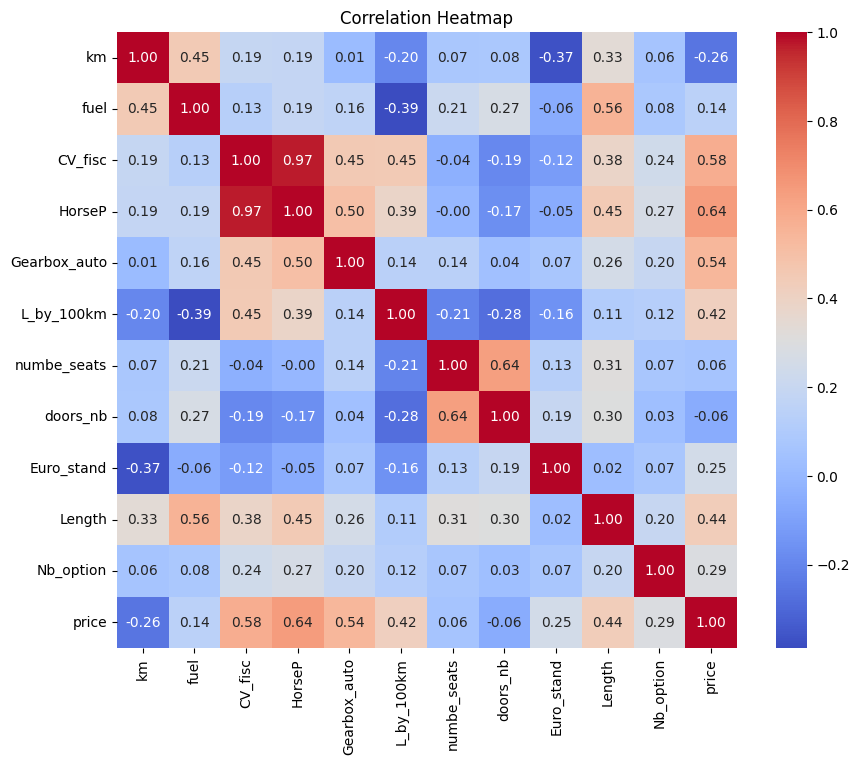 Correlation Heatmap
km 1.00 0.45 0.19 0.19 0.01 -0.20 0.07 0.08 -0.37 0.33 0.06 -0.26
fuel 0.45 1.00 0.13 0.19 0.16 -0.39 0.21 0.27 -0.06 0.56 0.08 0.14
CV_fisc 0.19 0.13 1.00 0.97 0.45 0.45 -0.04 -0.19 -0.12 0.38 0.24 0.58
HorseP 0.19 0.19 0.97 1.00 0.50 0.39 -0.00 -0.17 -0.05 0.45 0.27 0.64
Gearbox_auto 0.01 0.16 0.45 0.50 1.00 0.14 0.14 0.04 0.07 0.26 0.20 0.54
L_by_100km -0.20 -0.39 0.45 0.39 0.14 1.00 -0.21 -0.28 -0.16 0.11 0.12 0.42
numbe_seats 0.07 0.21 -0.04 -0.00 0.14 -0.21 1.00 0.64 0.13 0.31 0.07 0.06
doors_nb 0.08 0.27 -0.19 -0.17 0.04 -0.28 0.64 1.00 0.19 0.30 0.03 -0.06
Euro_stand -0.37 -0.06 -0.12 -0.05 0.07 -0.16 0.13 0.19 1.00 0.02 0.07 0.25
Length 0.33 0.56 0.38 0.45 0.26 0.11 0.31 0.30 0.02 1.00 0.20 0.44
Nb_option 0.06 0.08 0.24 0.27 0.20 0.12 0.07 0.03 0.07 0.20 1.00 0.29
price -0.26 0.14 0.58 0.64 0.54 0.42 0.06 -0.06 0.25 0.44 0.29 1.00
km fuel CV_fisc HorseP Gearbox_auto L_by_100km numbe_seats doors_nb Euro_stand Length Nb_option price
1.0
0.8
0.6
0.4
0.2
0.0
−0.2